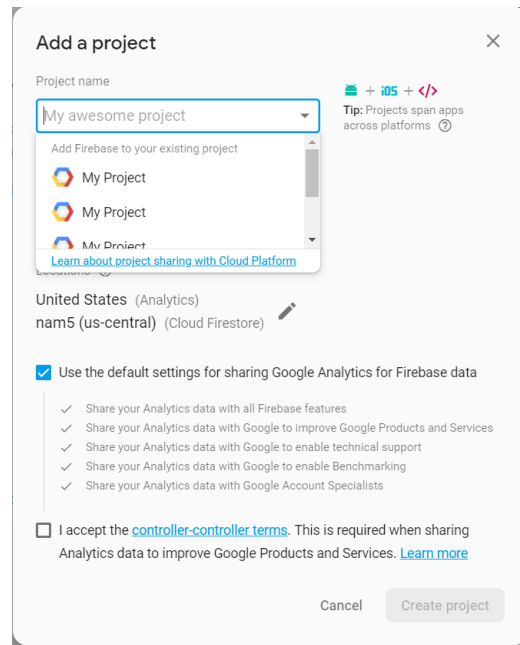 Add a project
Project name
My awesome project
+ iOS + </>
Tip: Projects span apps
across platforms
Add Firebase to your existing project
My Project
My Project
My Project
Learn about project sharing with Cloud Platform
Locations
United States (Analytics)
nam5 (us-central) (Cloud Firestore)
Use the default settings for sharing Google Analytics for Firebase data
Share your Analytics data with all Firebase features
Share your Analytics data with Google to improve Google Products and Services
Share your Analytics data with Google to enable technical support
Share your Analytics data with Google to enable Benchmarking
Share your Analytics data with Google Account Specialists
I accept the controller-controller terms. This is required when sharing
Analytics data to improve Google Products and Services. Learn more
Cancel
Create project